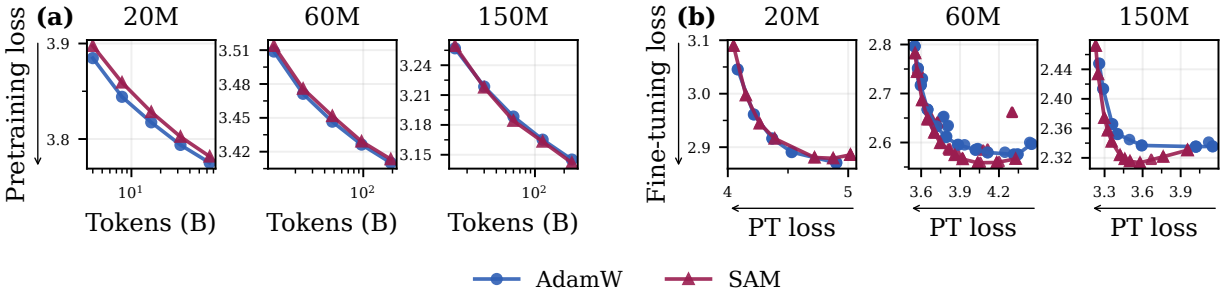 (a) 20M 60M 150M
Pretraining loss
3.9
3.8
10¹
Tokens (B)
3.51
3.48
3.45
3.42
10²
Tokens (B)
3.24
3.21
3.18
3.15
10²
Tokens (B)
(b) 20M 60M 150M
Fine-tuning loss
3.1
3.0
2.9
4 5
PT loss
2.8
2.7
2.6
3.6 3.9 4.2
PT loss
2.44
2.40
2.36
2.32
3.3 3.6 3.9
PT loss
AdamW SAM